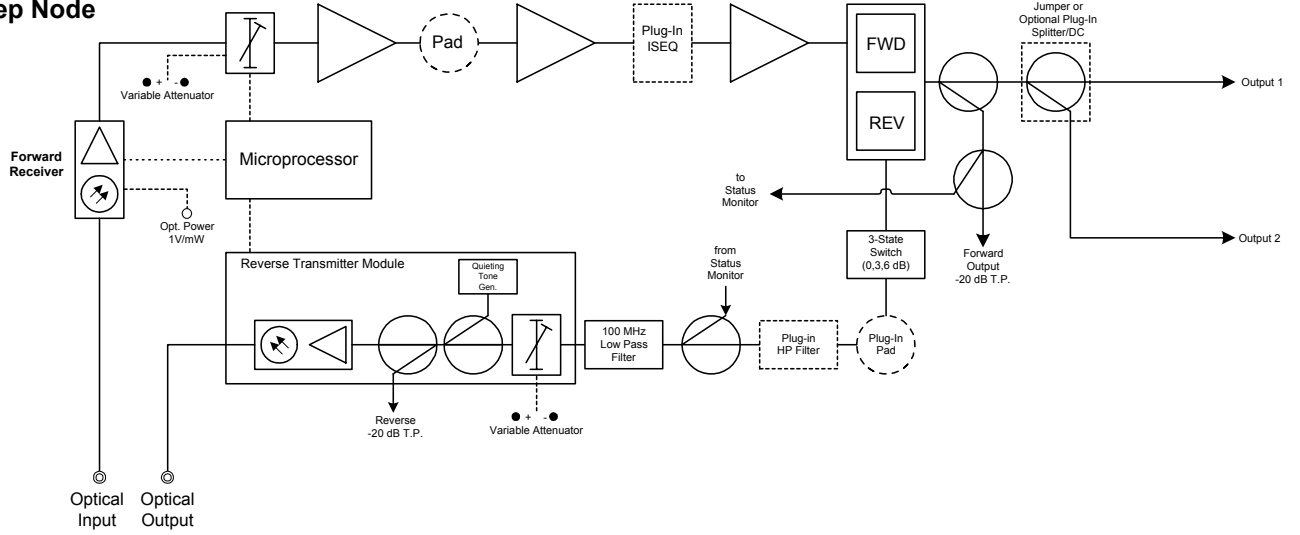 ep Node
Jumper or
Optional Plug-In
Splitter/DC
Pad
Plug-In
ISEQ
FWD
REV
Output 1
+ -
Variable Attenuator
Forward
Receiver
Microprocessor
Opt. Power
1V/mW
to
Status
Monitor
3-State
Switch
(0,3,6 dB)
Forward
Output
-20 dB T.P.
Output 2
Reverse Transmitter Module
Quieting
Tone
Gen.
from
Status
Monitor
100 MHz
Low Pass
Filter
Plug-in
HP Filter
Plug-In
Pad
Reverse
-20 dB T.P.
+ -
Variable Attenuator
Optical
Input
Optical
Output